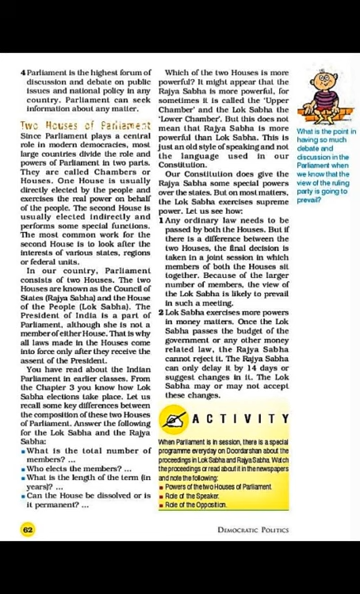 4 Parliament is the highest forum of
discussion and debate on public
issues and national policy in any
country. Parliament can seek
information about any matter.
Two Houses of Parliament
Since Parliament plays a central
role in modern democracies, most
large countries divide the role and
powers of Parliament in two parts.
They are called Chambers or
Houses. One House is usually
directly elected by the people and
exercises the real power on behalf
of the people. The second House is
usually elected indirectly and
performs some special functions.
The most common work for the
second House is to look after the
interests of various states, regions
or federal units.
In our country, Parliament
consists of two Houses. The two
Houses are known as the Council of
States (Rajya Sabha) and the House
of the People (Lok Sabha). The
President of India is a part of
Parliament, although she is not a
member of either House. That is why
all laws made in the Houses come
into force only after they receive the
assent of the President.
You have read about the Indian
Parliament in earlier classes. From
the Chapter 3 you know how Lok
Sabha elections take place. Let us
recall some key differences between
the composition of these two Houses
of Parliament. Answer the following
for the Lok Sabha and the Rajya
Sabha:
▪ What is the total number of
members? ...
▪ Who elects the members? ...
▪ What is the length of the term (in
years)? ...
▪ Can the House be dissolved or is
it permanent? ...
Which of the two Houses is more
powerful? It might appear that the
Rajya Sabha is more powerful, for
sometimes it is called the 'Upper
Chamber' and the Lok Sabha the
'Lower Chamber'. But this does not
mean that Rajya Sabha is more
powerful than Lok Sabha. This is
just an old style of speaking and not
the language used in our
Constitution.
Our Constitution does give the
Rajya Sabha some special powers
over the states. But on most matters,
the Lok Sabha exercises supreme
power. Let us see how:
1 Any ordinary law needs to be
passed by both the Houses. But if
there is a difference between the
two Houses, the final decision is
taken in a joint session in which
members of both the Houses sit
together. Because of the larger
number of members, the view of
the Lok Sabha is likely to prevail
in such a meeting.
2 Lok Sabha exercises more powers
in money matters. Once the Lok
Sabha passes the budget of the
government or any other money
related law, the Rajya Sabha
cannot reject it. The Rajya Sabha
can only delay it by 14 days or
suggest changes in it. The Lok
Sabha may or may not accept
these changes.
ACTIVITY
When Parliament is in session, there is a special
programme everyday on Doordarshan about the
proceedings in Lok Sabha and Rajya Sabha. Watch
the proceedings or read about it in the newspapers
and note the following:
▪ Powers of the two Houses of Parliament.
▪ Role of the Speaker.
▪ Role of the Opposition.
What is the point in
having so much
debate and
discussion in the
Parliament when
we know that the
view of the ruling
party is going to
prevail?
62
DEMOCRATIC POLITICS